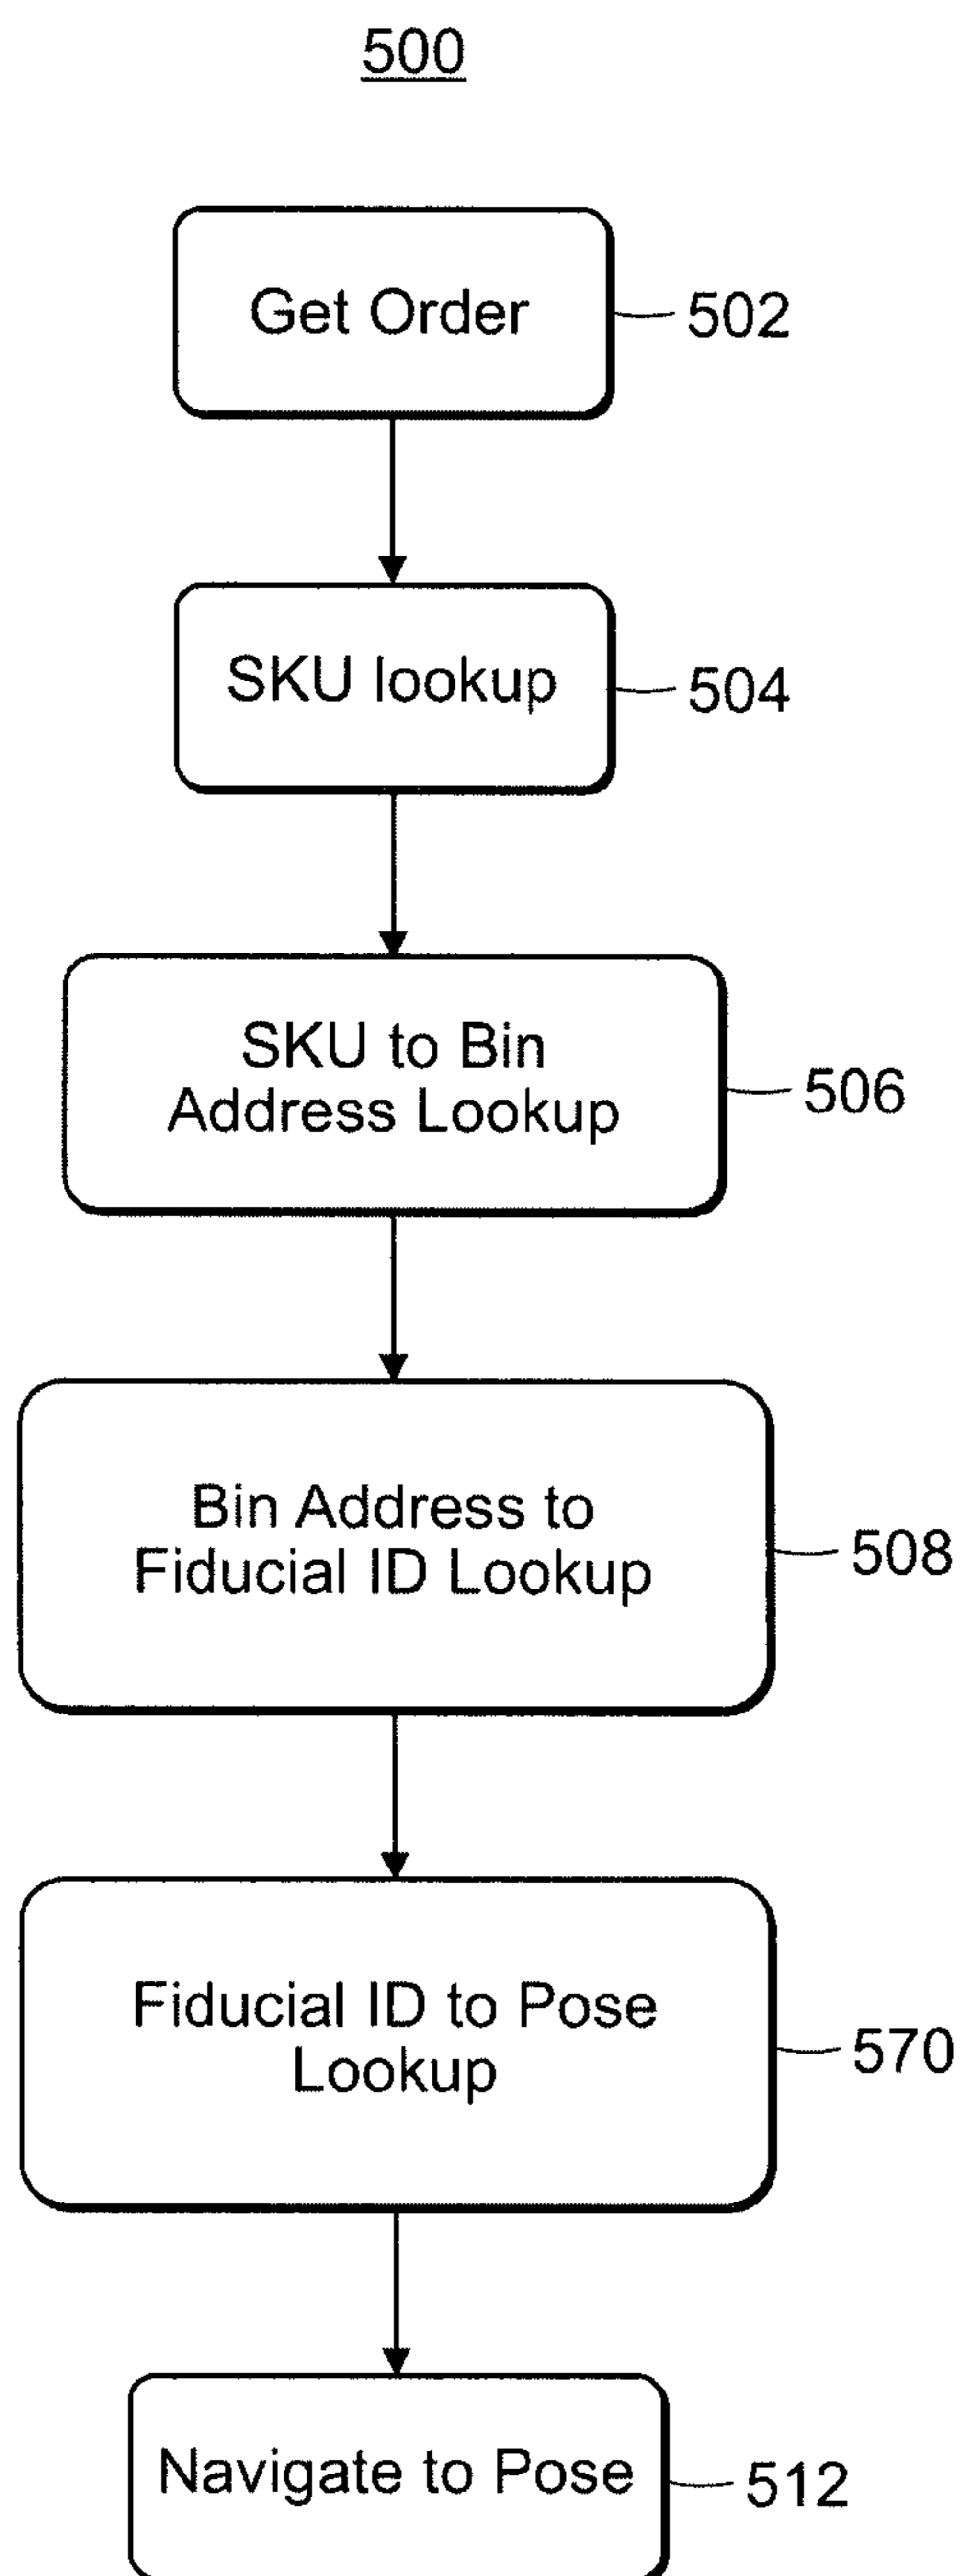 500
Get Order
502
SKU lookup
504
SKU to Bin
Address Lookup
506
Bin Address to
Fiducial ID Lookup
508
Fiducial ID to Pose
Lookup
570
Navigate to Pose
512